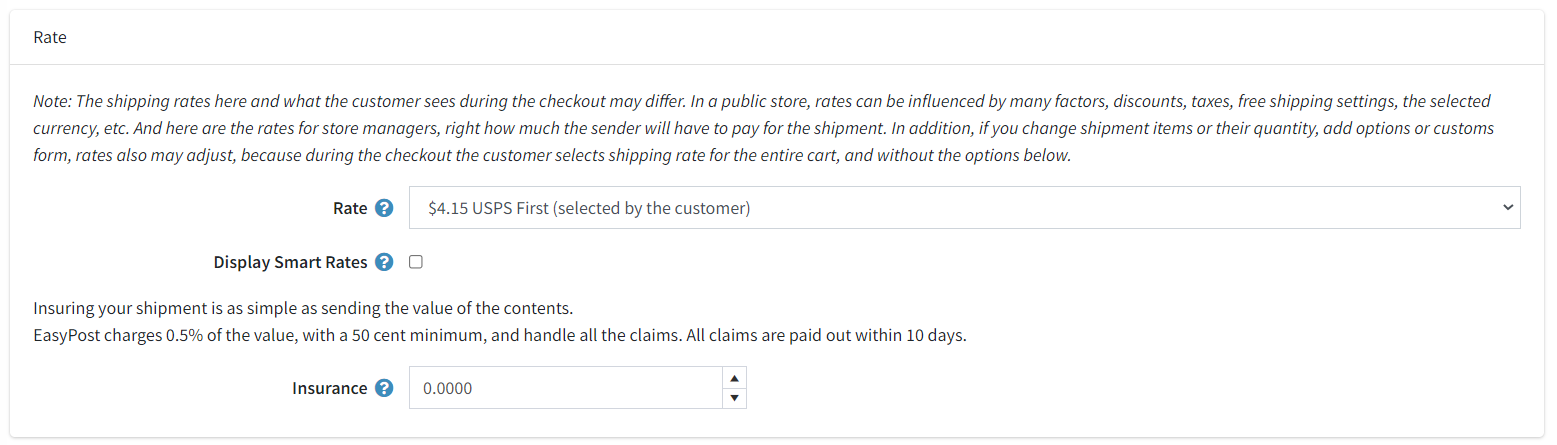 Rate
Note: The shipping rates here and what the customer sees during the checkout may differ. In a public store, rates can be influenced by many factors, discounts, taxes, free shipping settings, the selected
currency, etc. And here are the rates for store managers, right how much the sender will have to pay for the shipment. In addition, if you change shipment items or their quantity, add options or customs
form, rates also may adjust, because during the checkout the customer selects shipping rate for the entire cart, and without the options below.
Rate ? $4.15 USPS First (selected by the customer)
Display Smart Rates ?
Insuring your shipment is as simple as sending the value of the contents.
EasyPost charges 0.5% of the value, with a 50 cent minimum, and handle all the claims. All claims are paid out within 10 days.
Insurance ? 0.0000